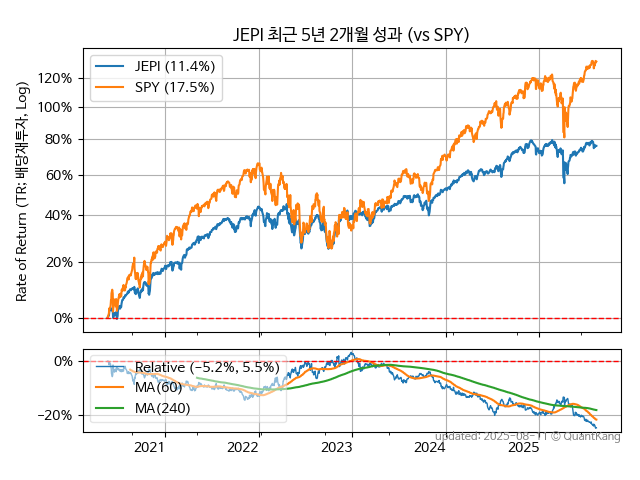 JEPI 최근 5년 2개월 성과 (vs SPY)
JEPI (11.4%)
SPY (17.5%)
Rate of Return (TR: 배당재투자, Log)
120%
100%
80%
60%
40%
20%
0%
Relative (−5.2%, 5.5%)
MA(60)
MA(240)
0%
−20%
2021
2022
2023
2024
2025
updated: 2025-08-11 © QuantKang